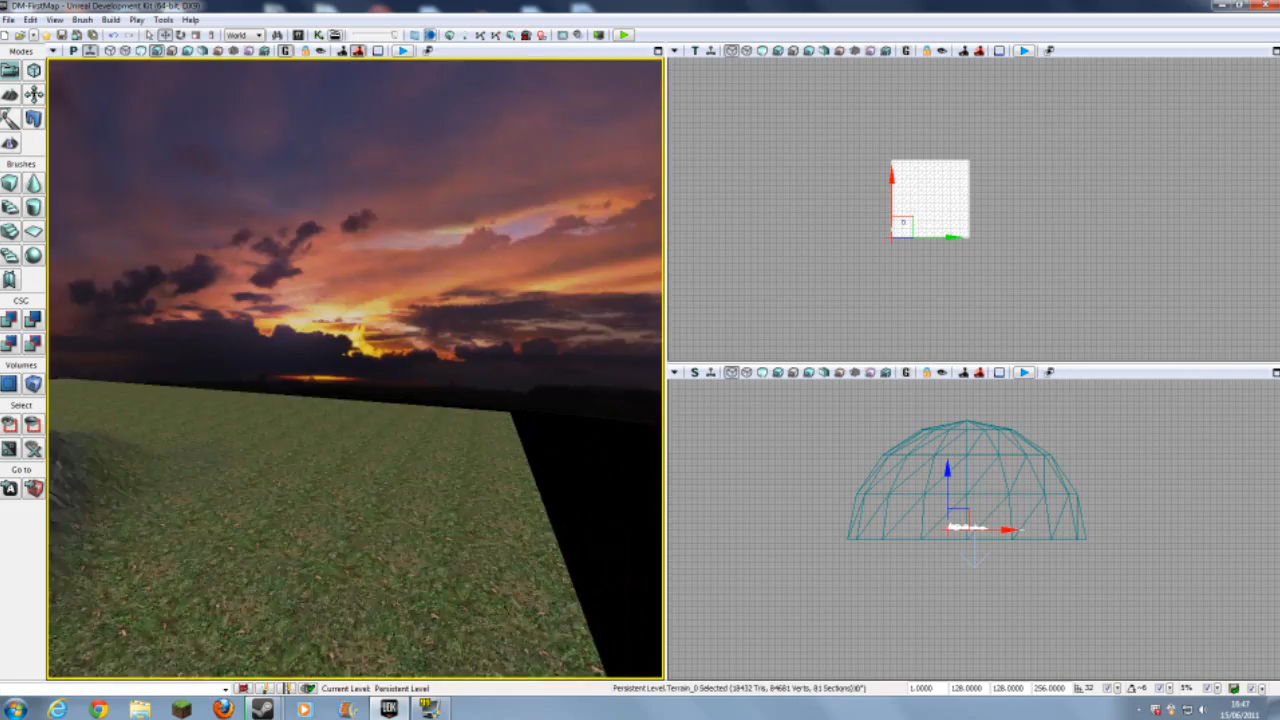 DM-FirstMap - Unreal Development Kit (64-bit, DX9)
File Edit View Brush Build Play Tools Help
World
Modes
P
G
T
G
Brushes
CSG
Volumes
Select
Go to
S
G
Current Level: Persistent Level
Persistent Level.Terrain_0 Selected (18432 Tris, 84681 Verts, 81 Sections)
1.0000 128.0000 128.0000 256.0000 32 5%
UDK
16:47
15/06/2011